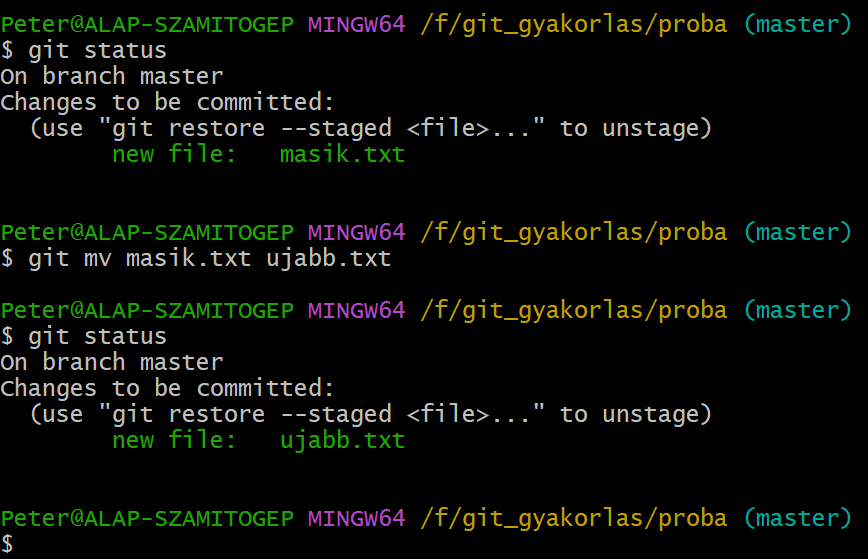 Peter@ALAP-SZAMITOGEP MINGW64 /f/git_gyakorlas/proba (master)
$ git status
On branch master
Changes to be committed:
  (use "git restore --staged <file>..." to unstage)
        new file:   masik.txt

Peter@ALAP-SZAMITOGEP MINGW64 /f/git_gyakorlas/proba (master)
$ git mv masik.txt ujabb.txt

Peter@ALAP-SZAMITOGEP MINGW64 /f/git_gyakorlas/proba (master)
$ git status
On branch master
Changes to be committed:
  (use "git restore --staged <file>..." to unstage)
        new file:   ujabb.txt

Peter@ALAP-SZAMITOGEP MINGW64 /f/git_gyakorlas/proba (master)
$